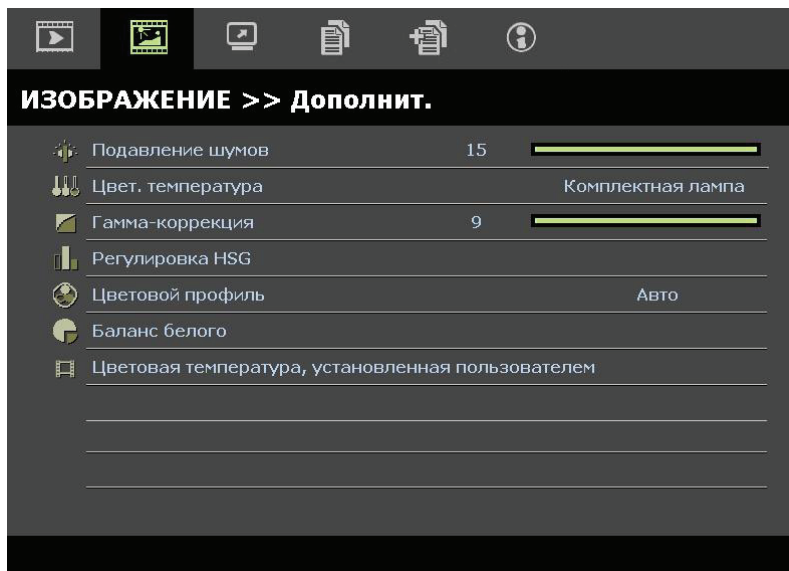 ИЗОБРАЖЕНИЕ >> Дополнит.
Подавление шумов 15
Цвет. температура Комплектная лампа
Гамма-коррекция 9
Регулировка HSG
Цветовой профиль Авто
Баланс белого
Цветовая температура, установленная пользователем